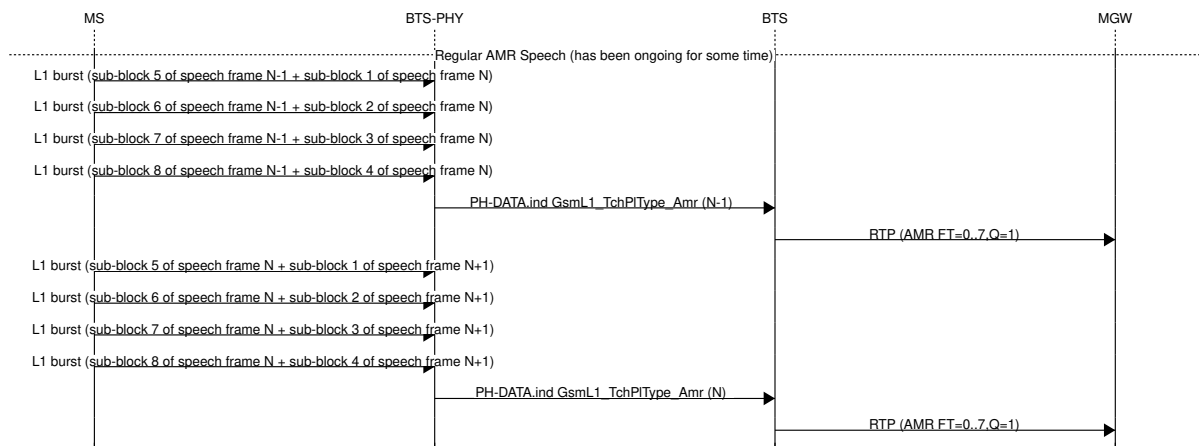 MS BTS-PHY BTS MGW
Regular AMR Speech (has been ongoing for some time)
L1 burst (sub-block 5 of speech frame N-1 + sub-block 1 of speech frame N)
L1 burst (sub-block 6 of speech frame N-1 + sub-block 2 of speech frame N)
L1 burst (sub-block 7 of speech frame N-1 + sub-block 3 of speech frame N)
L1 burst (sub-block 8 of speech frame N-1 + sub-block 4 of speech frame N)
PH-DATA.ind GsmL1_TchPlType_Amr (N-1)
RTP (AMR FT=0..7,Q=1)
L1 burst (sub-block 5 of speech frame N + sub-block 1 of speech frame N+1)
L1 burst (sub-block 6 of speech frame N + sub-block 2 of speech frame N+1)
L1 burst (sub-block 7 of speech frame N + sub-block 3 of speech frame N+1)
L1 burst (sub-block 8 of speech frame N + sub-block 4 of speech frame N+1)
PH-DATA.ind GsmL1_TchPlType_Amr (N)
RTP (AMR FT=0..7,Q=1)